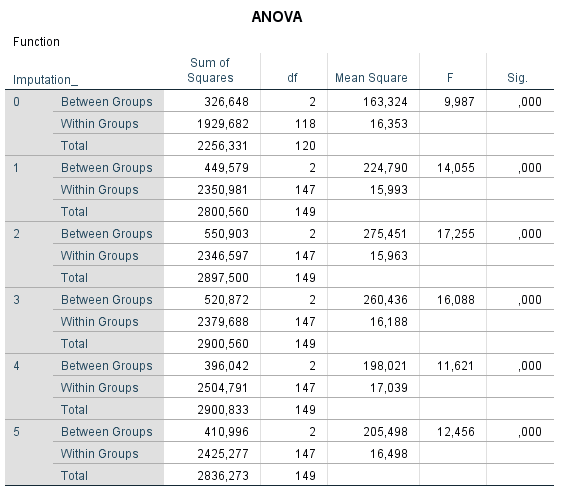 ANOVA
Function
Imputation_ Sum of Squares df Mean Square F Sig.
0 Between Groups 326,648 2 163,324 9,987 ,000
Within Groups 1929,682 118 16,353
Total 2256,331 120
1 Between Groups 449,579 2 224,790 14,055 ,000
Within Groups 2350,981 147 15,993
Total 2800,560 149
2 Between Groups 550,903 2 275,451 17,255 ,000
Within Groups 2346,597 147 15,963
Total 2897,500 149
3 Between Groups 520,872 2 260,436 16,088 ,000
Within Groups 2379,688 147 16,188
Total 2900,560 149
4 Between Groups 396,042 2 198,021 11,621 ,000
Within Groups 2504,791 147 17,039
Total 2900,833 149
5 Between Groups 410,996 2 205,498 12,456 ,000
Within Groups 2425,277 147 16,498
Total 2836,273 149